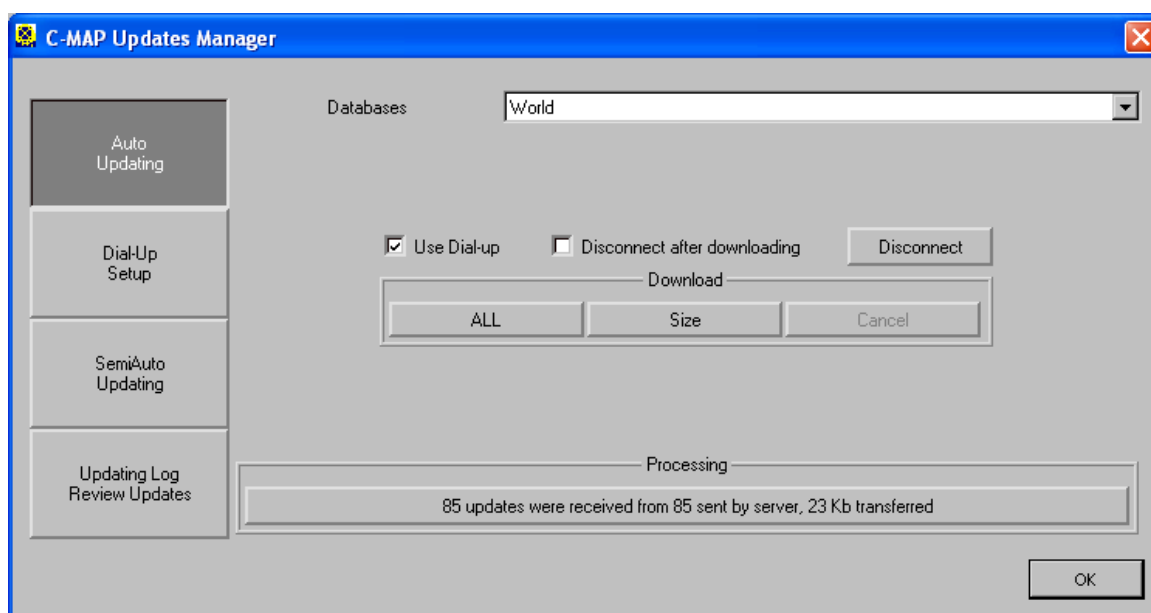 C-MAP Updates Manager
Databases
World
Auto
Updating
Dial-Up
Setup
SemiAuto
Updating
Updating Log
Review Updates
Use Dial-up
Disconnect after downloading
Disconnect
Download
ALL
Size
Cancel
Processing
85 updates were received from 85 sent by server, 23 Kb transferred
OK